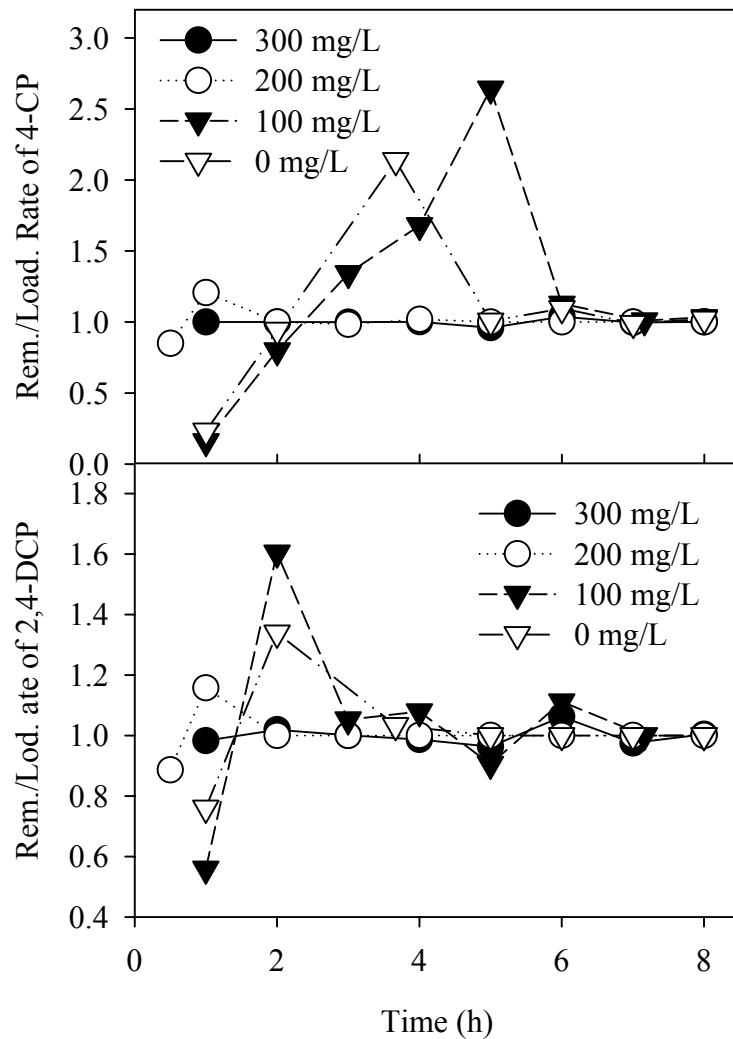 Rem./Load. Rate of 4-CP
3.0
2.5
2.0
1.5
1.0
0.5
0.0
300 mg/L
200 mg/L
100 mg/L
0 mg/L
Rem./Lod. ate of 2,4-DCP
1.8
1.6
1.4
1.2
1.0
0.8
0.6
0.4
300 mg/L
200 mg/L
100 mg/L
0 mg/L
0 2 4 6 8
Time (h)